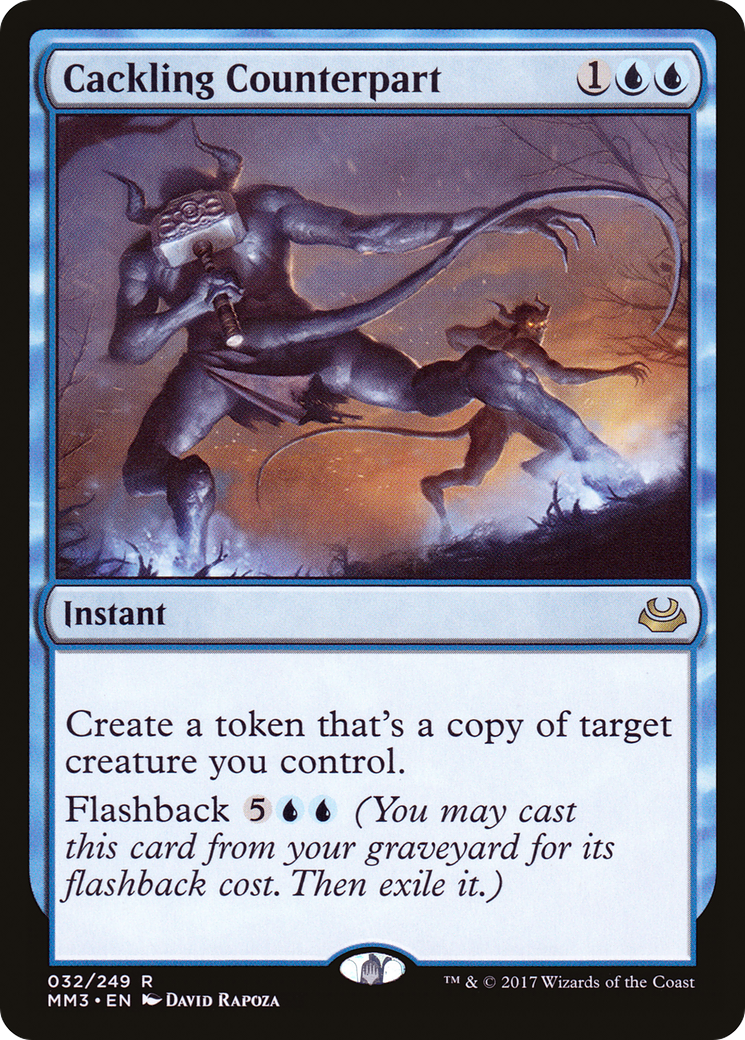 Cackling Counterpart 1
Instant
Create a token that's a copy of target
creature you control.
Flashback 5 (You may cast
this card from your graveyard for its
flashback cost. Then exile it.)
032/249 R
MM3 • EN David Rapoza
™ & © 2017 Wizards of the Coast